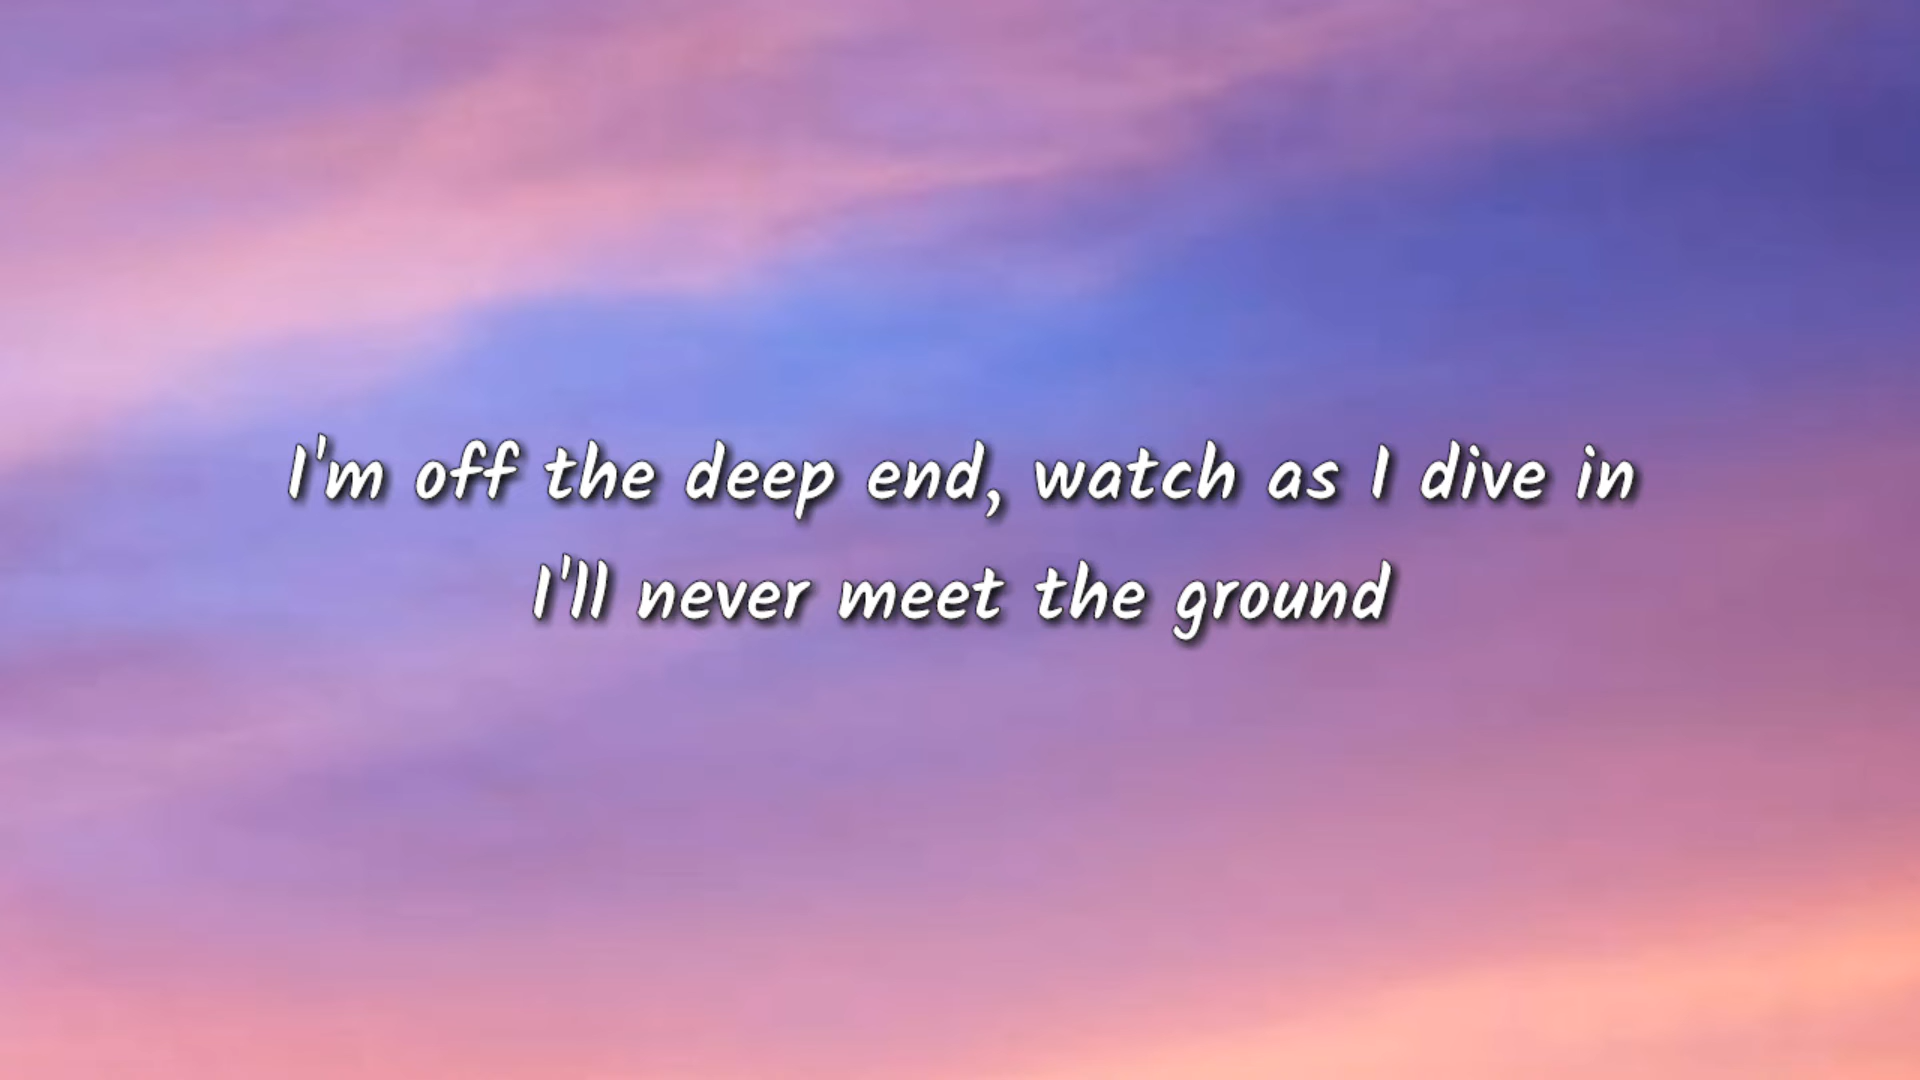 I'm off the deep end, watch as I dive in
I'll never meet the ground